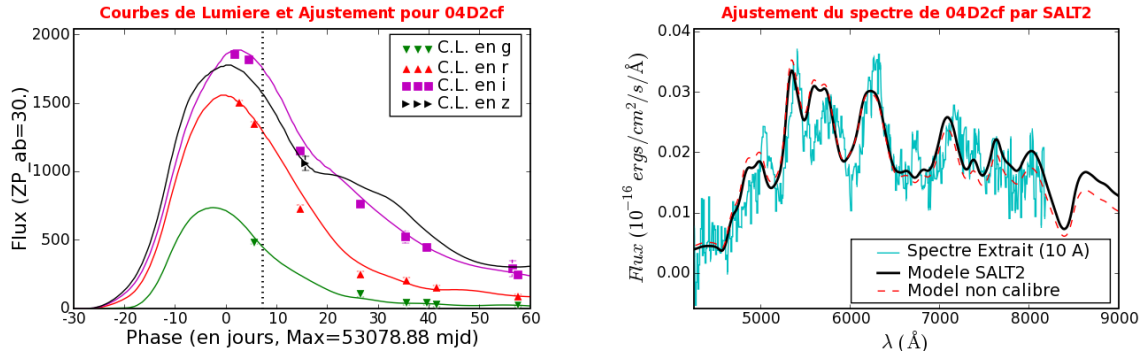 Courbes de Lumiere et Ajustement pour 04D2cf
2000
1500
1000
500
0
Flux (ZP ab=30.)
C.L. en g
C.L. en r
C.L. en i
C.L. en z
-30 -20 -10 0 10 20 30 40 50 60
Phase (en jours, Max=53078.88 mjd)
Ajustement du spectre de 04D2cf par SALT2
0.04
0.03
0.02
0.01
0.00
Flux (10⁻¹⁶ ergs/cm²/s/Å)
Spectre Extrait (10 A)
Modele SALT2
Model non calibre
5000 6000 7000 8000 9000
λ (Å)